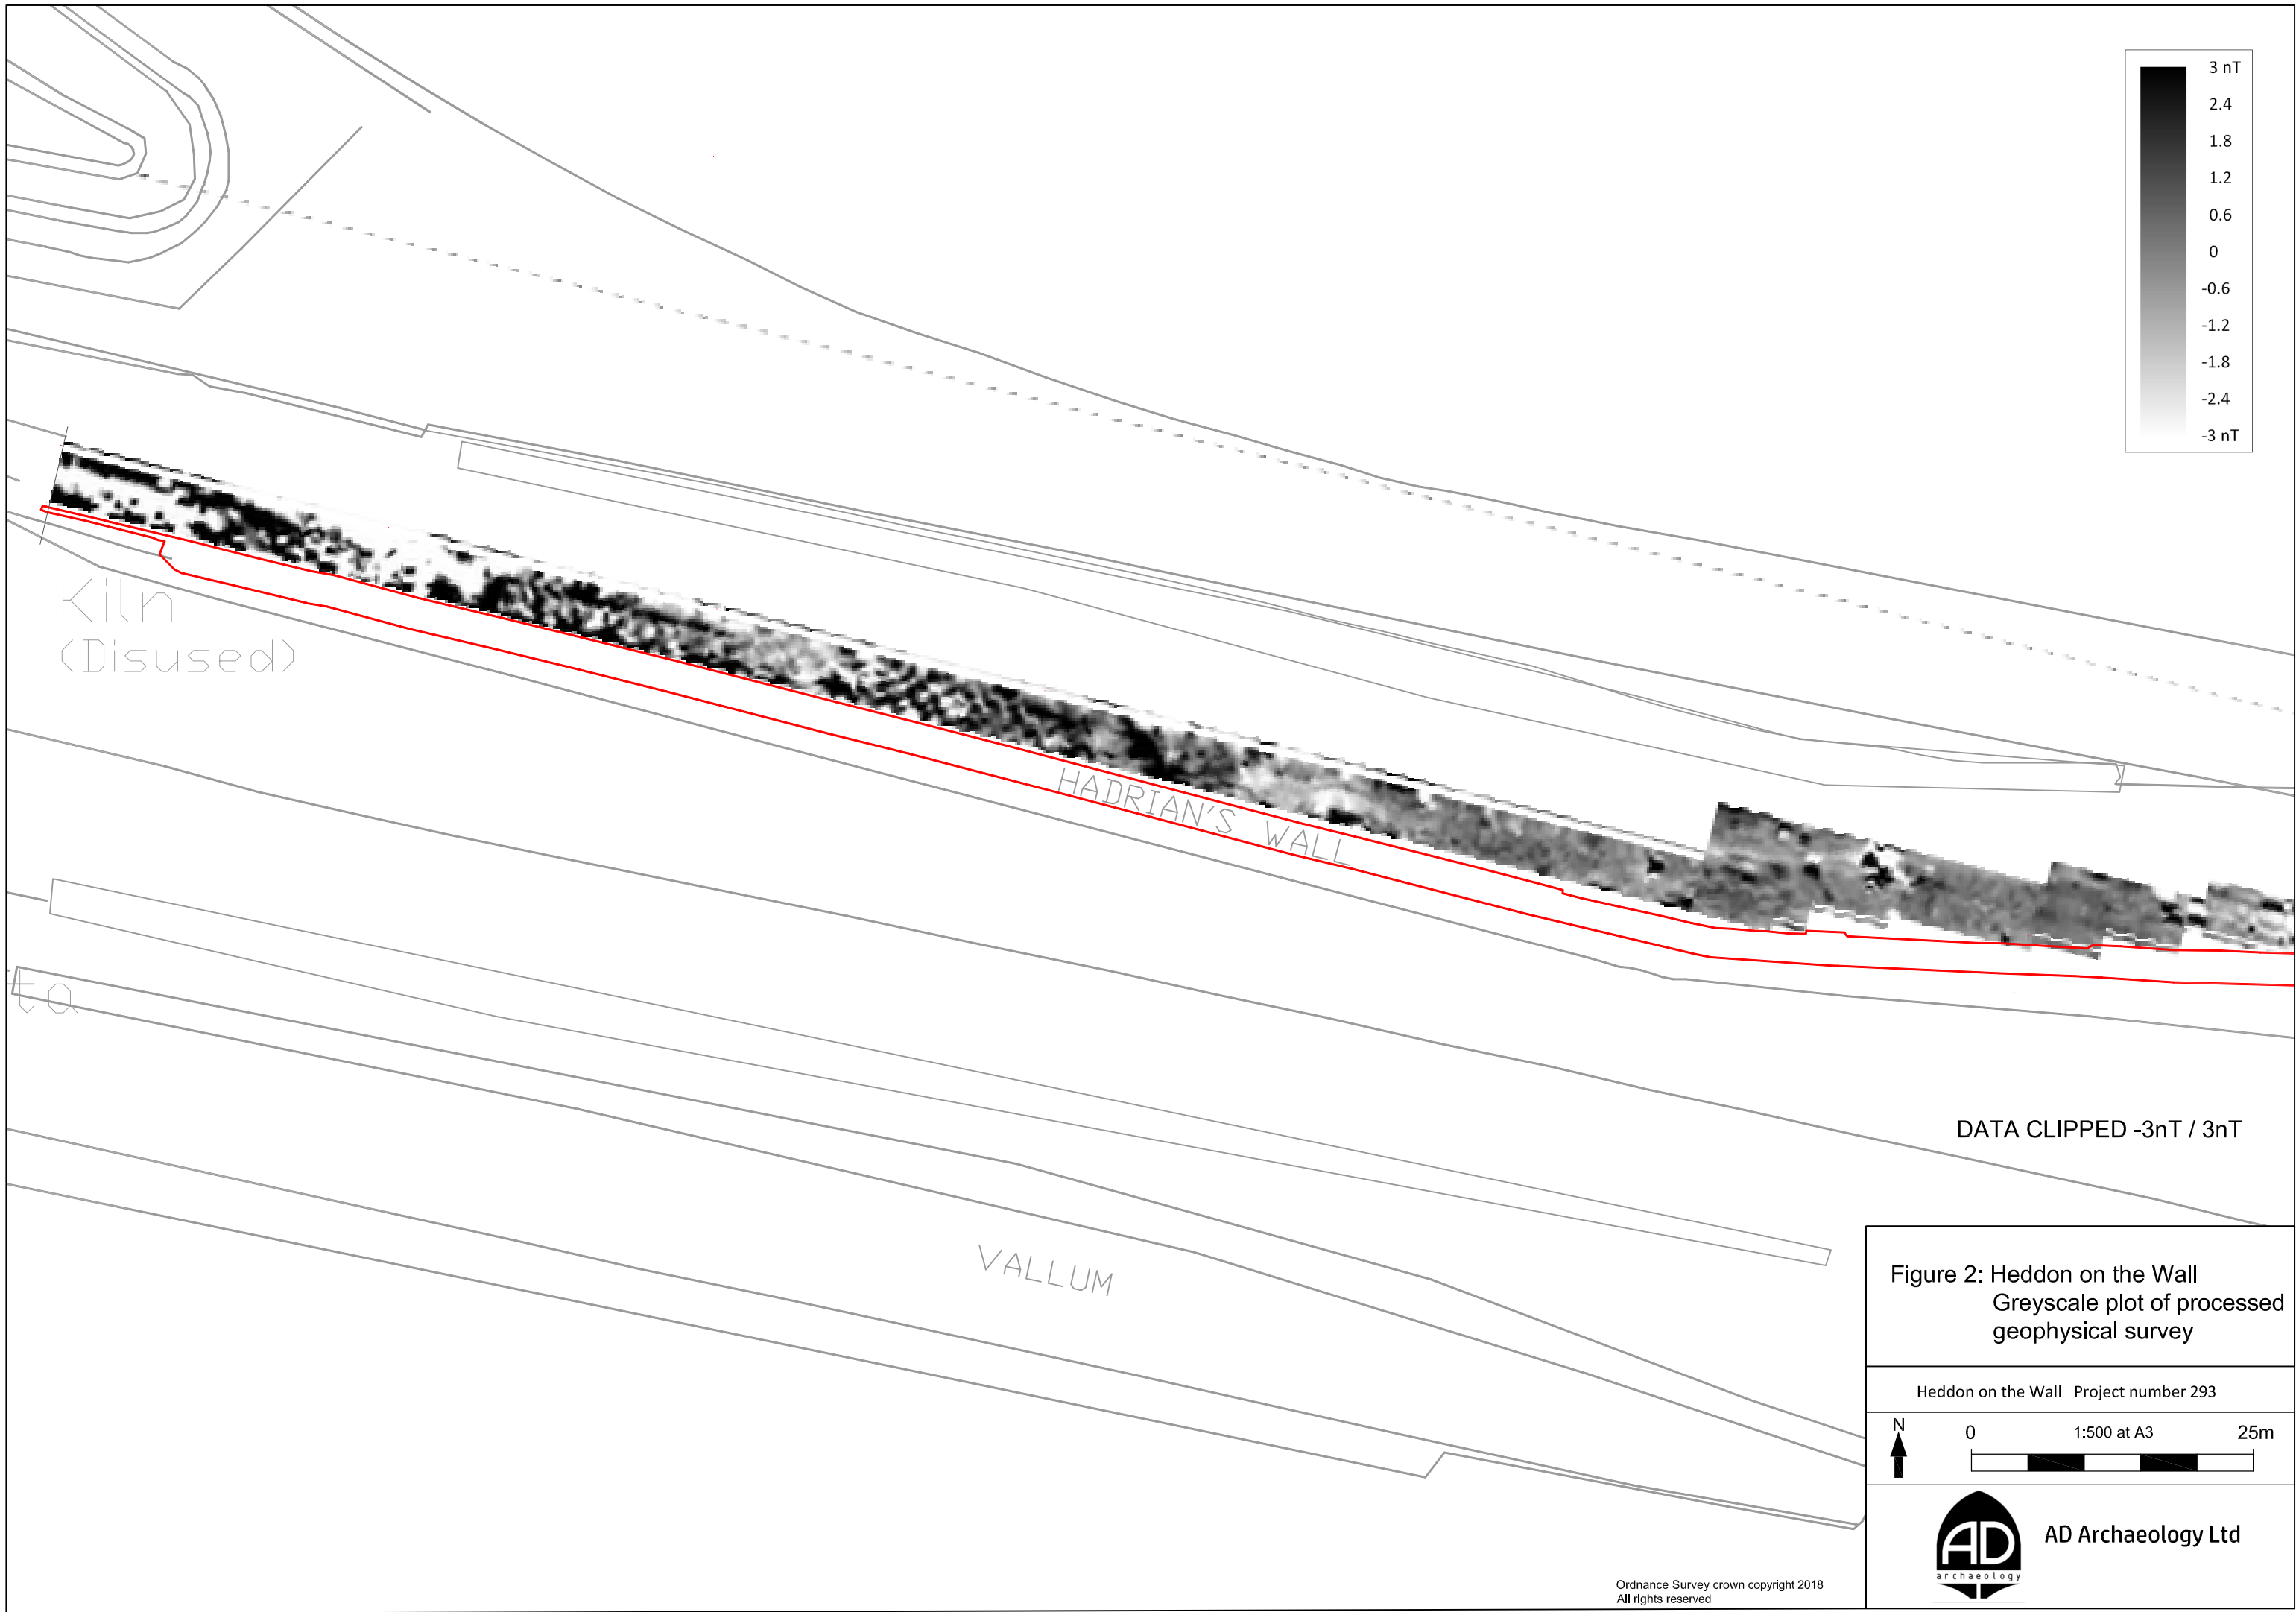 3 nT
2.4
1.8
1.2
0.6
0
-0.6
-1.2
-1.8
-2.4
-3 nT
Kiln
(Disused)
HADRIAN'S WALL
ta
DATA CLIPPED -3nT / 3nT
VALLUM
Figure 2: Heddon on the Wall
Greyscale plot of processed
geophysical survey
Heddon on the Wall Project number 293
N
0 1:500 at A3 25m
AD
archaeology
AD Archaeology Ltd
Ordnance Survey crown copyright 2018
All rights reserved